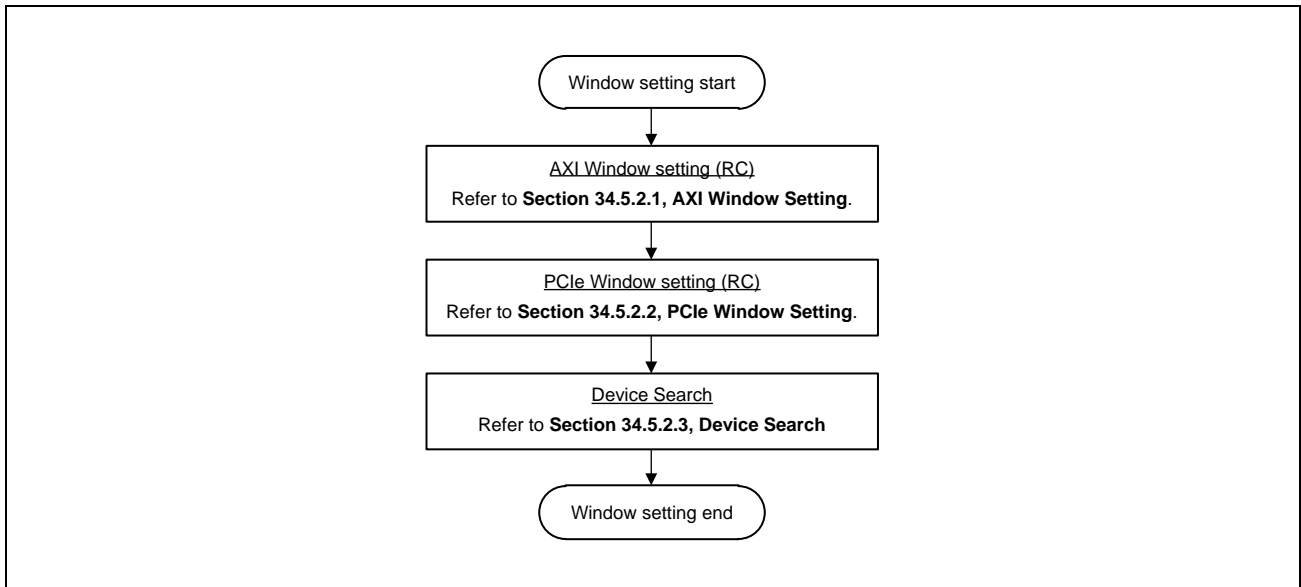 Window setting start
AXI Window setting (RC)
Refer to Section 34.5.2.1, AXI Window Setting.
PCIe Window setting (RC)
Refer to Section 34.5.2.2, PCIe Window Setting.
Device Search
Refer to Section 34.5.2.3, Device Search
Window setting end